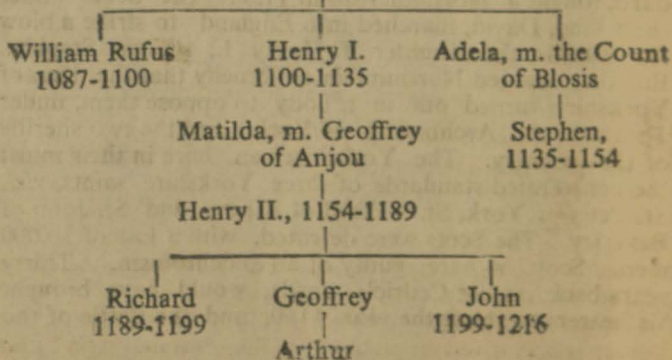 William Rufus
1087-1100
Henry I.
1100-1135
Adela, m. the Count
of Blosis
Matilda, m. Geoffrey
of Anjou
Stephen,
1135-1154
Henry II., 1154-1189
Richard
1189-1199
Geoffrey
John
1199-1216
Arthur